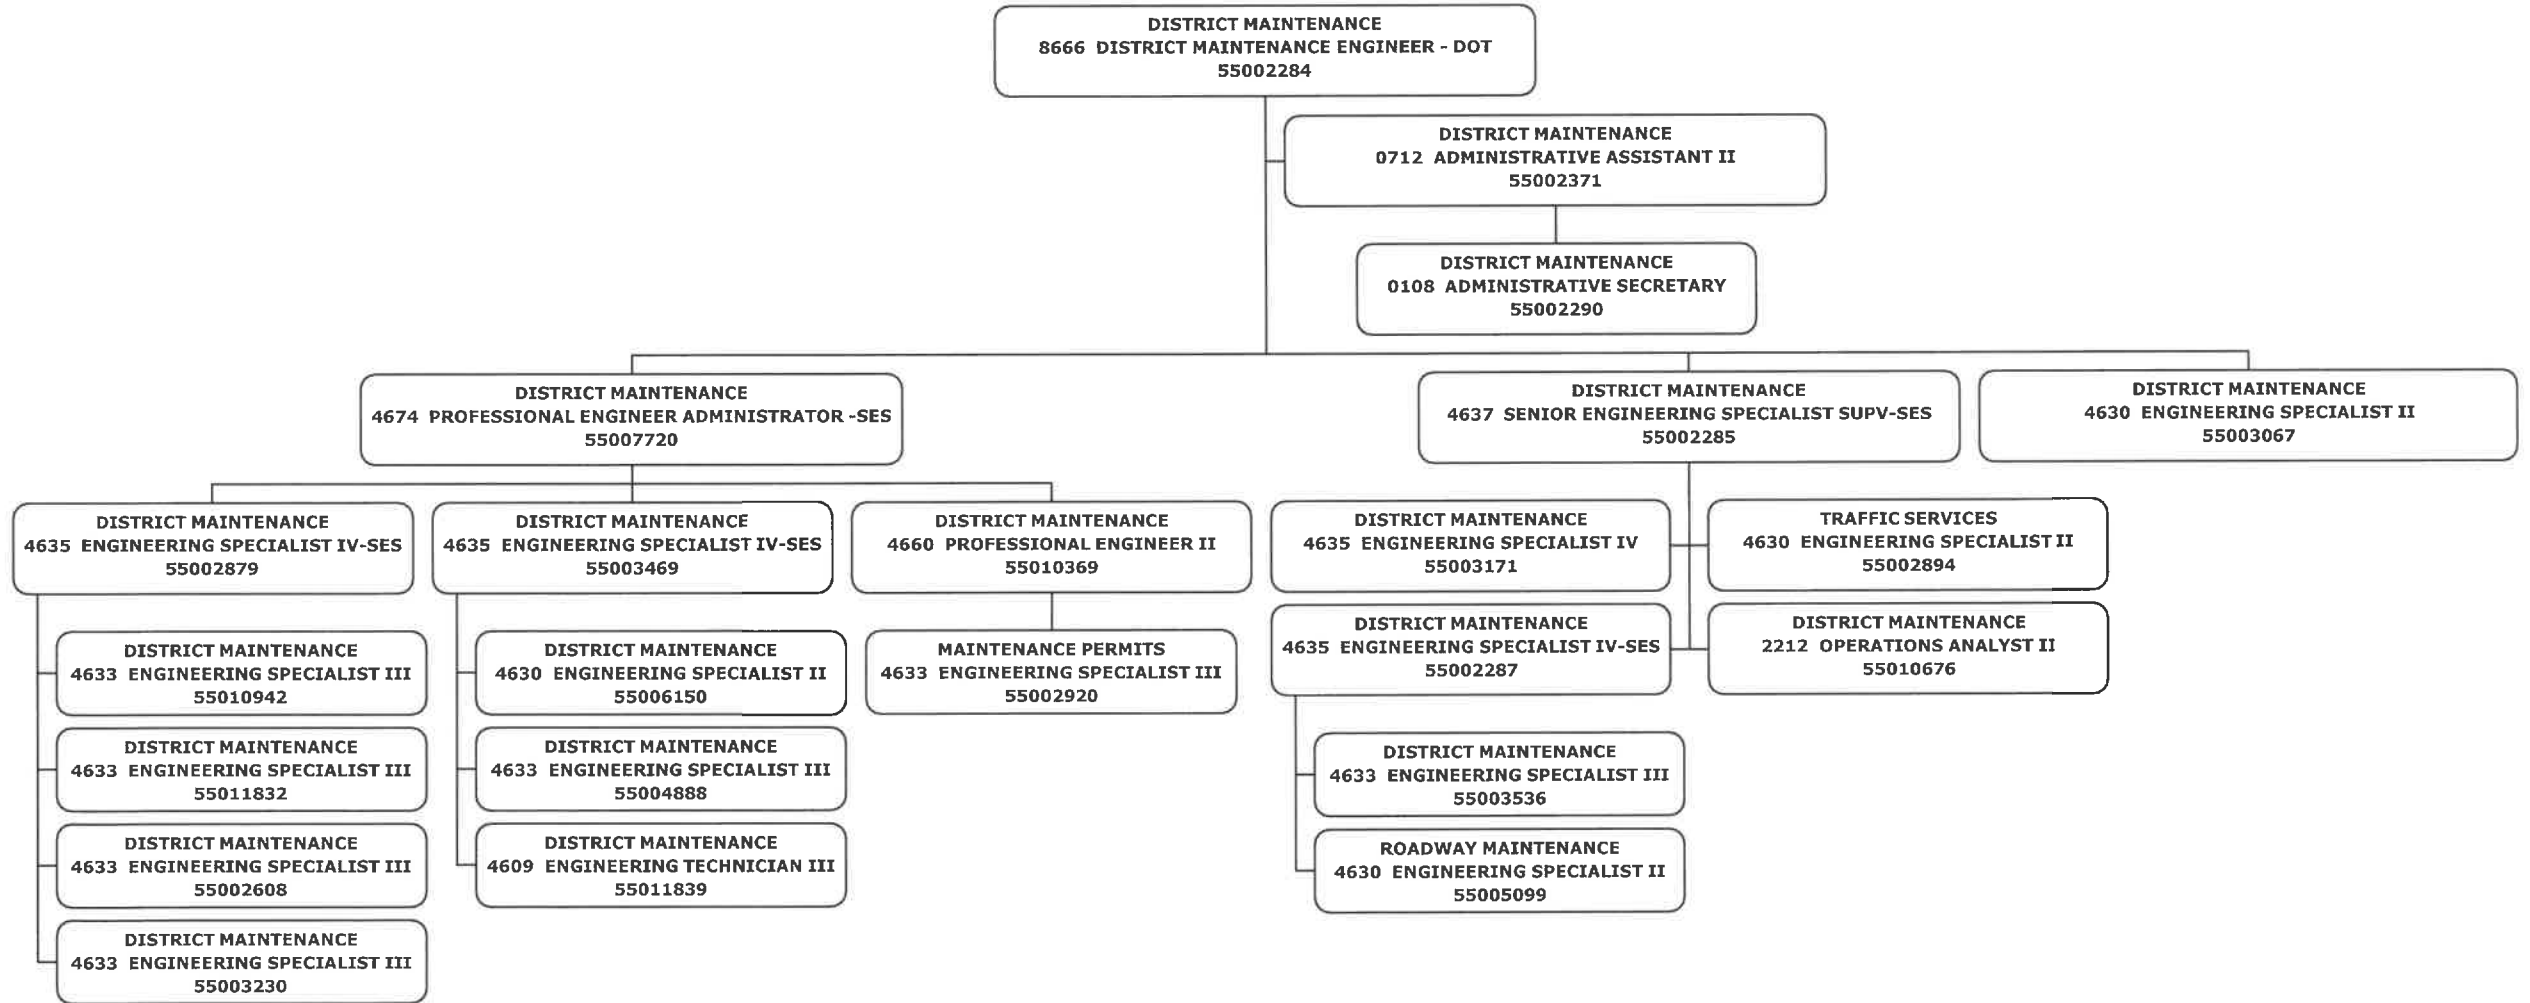 DISTRICT MAINTENANCE
8666 DISTRICT MAINTENANCE ENGINEER - DOT
55002284
DISTRICT MAINTENANCE
0712 ADMINISTRATIVE ASSISTANT II
55002371
DISTRICT MAINTENANCE
0108 ADMINISTRATIVE SECRETARY
55002290
DISTRICT MAINTENANCE
4674 PROFESSIONAL ENGINEER ADMINISTRATOR -SES
55007720
DISTRICT MAINTENANCE
4637 SENIOR ENGINEERING SPECIALIST SUPV-SES
55002285
DISTRICT MAINTENANCE
4630 ENGINEERING SPECIALIST II
55003067
DISTRICT MAINTENANCE
4635 ENGINEERING SPECIALIST IV-SES
55002879
DISTRICT MAINTENANCE
4635 ENGINEERING SPECIALIST IV-SES
55003469
DISTRICT MAINTENANCE
4660 PROFESSIONAL ENGINEER II
55010369
DISTRICT MAINTENANCE
4635 ENGINEERING SPECIALIST IV
55003171
TRAFFIC SERVICES
4630 ENGINEERING SPECIALIST II
55002894
DISTRICT MAINTENANCE
4633 ENGINEERING SPECIALIST III
55010942
DISTRICT MAINTENANCE
4630 ENGINEERING SPECIALIST II
55006150
MAINTENANCE PERMITS
4633 ENGINEERING SPECIALIST III
55002920
DISTRICT MAINTENANCE
4635 ENGINEERING SPECIALIST IV-SES
55002287
DISTRICT MAINTENANCE
2212 OPERATIONS ANALYST II
55010676
DISTRICT MAINTENANCE
4633 ENGINEERING SPECIALIST III
55011832
DISTRICT MAINTENANCE
4633 ENGINEERING SPECIALIST III
55004888
DISTRICT MAINTENANCE
4633 ENGINEERING SPECIALIST III
55003536
DISTRICT MAINTENANCE
4633 ENGINEERING SPECIALIST III
55002608
DISTRICT MAINTENANCE
4609 ENGINEERING TECHNICIAN III
55011839
ROADWAY MAINTENANCE
4630 ENGINEERING SPECIALIST II
55005099
DISTRICT MAINTENANCE
4633 ENGINEERING SPECIALIST III
55003230